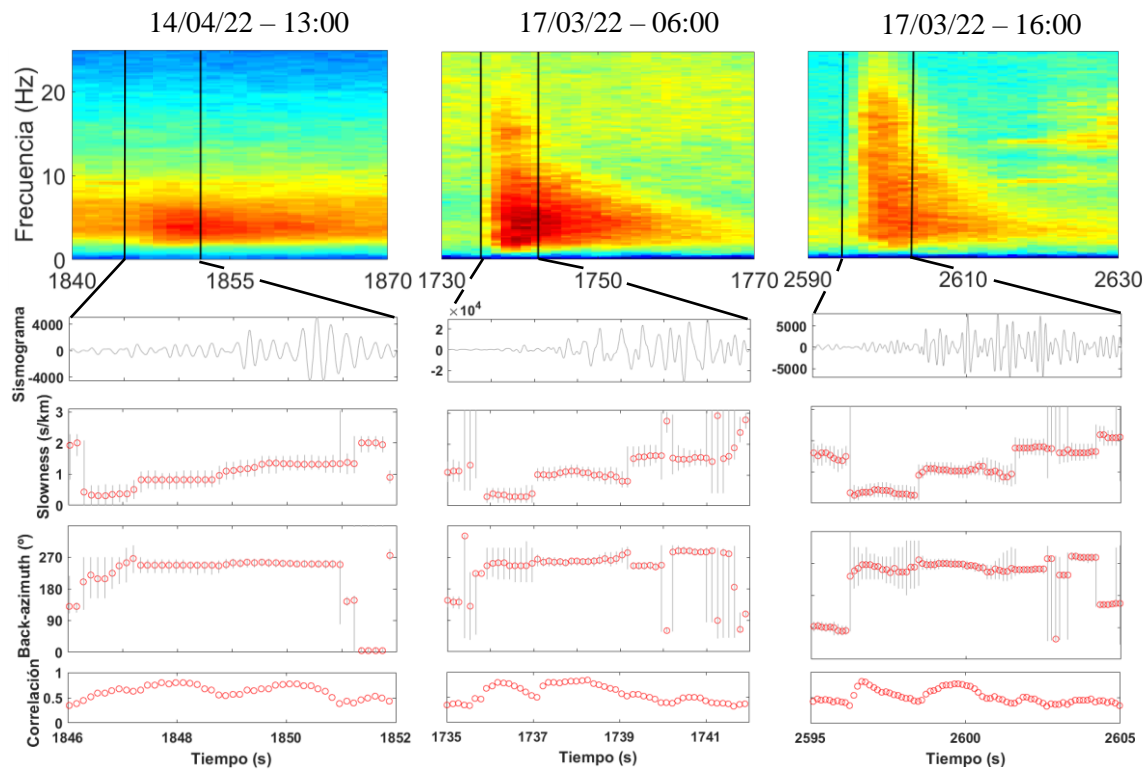 14/04/22 – 13:00
17/03/22 – 06:00
17/03/22 – 16:00
Frecuencia (Hz)
20
10
0
1840 1855 1870
1730 1750 1770
2590 2610 2630
Sismograma
4000
0
-4000
×10⁴
2
0
-2
5000
0
-5000
Slowness (s/km)
3
2
1
0
Back-azimuth (º)
270
180
90
0
Correlación
1
0.5
0
1846 1848 1850 1852
1735 1737 1739 1741
2595 2600 2605
Tiempo (s)
Tiempo (s)
Tiempo (s)